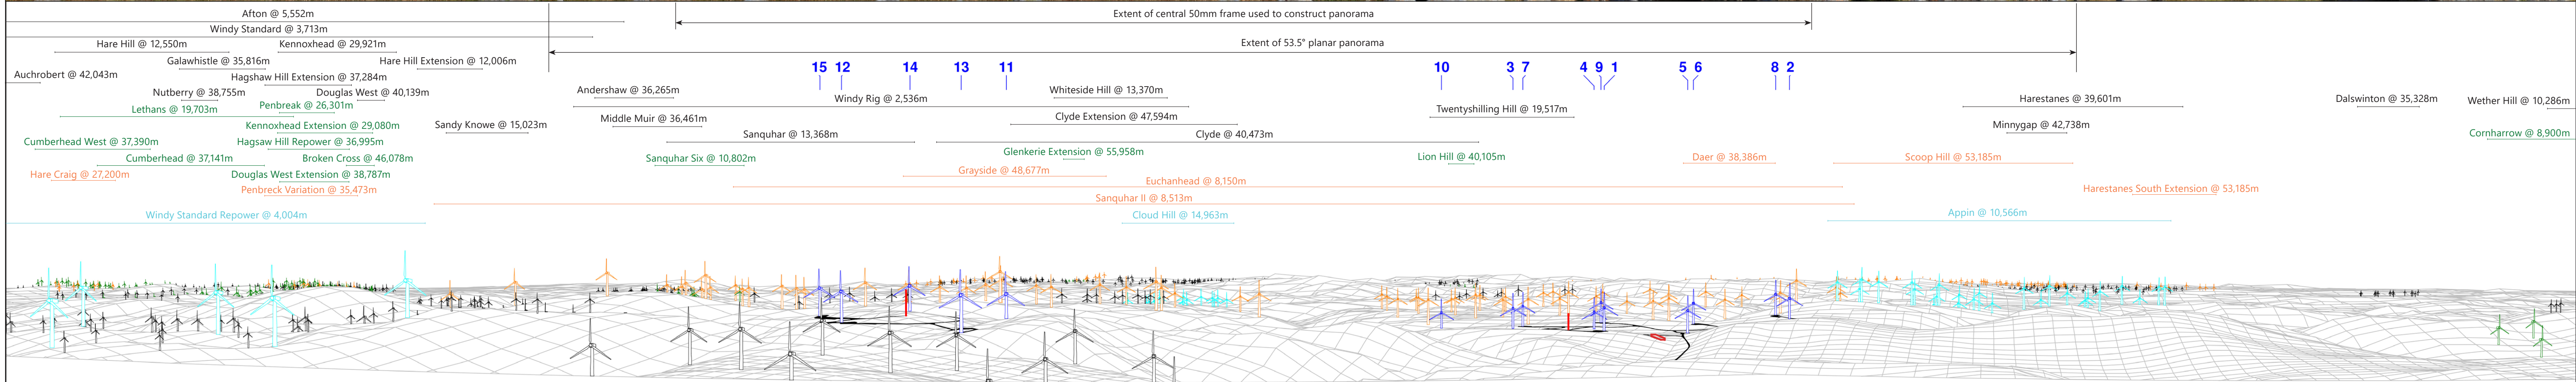 Afton @ 5,552m
Extent of central 50mm frame used to construct panorama
Windy Standard @ 3,713m
Hare Hill @ 12,550m
Kennoxhead @ 29,921m
Extent of 53.5° planar panorama
Galawhistle @ 35,816m
Hare Hill Extension @ 12,006m
Auchrobert @ 42,043m
Hagshaw Hill Extension @ 37,284m
15 12 14 13 11 10 3 7 4 9 1 5 6 8 2
Nutberry @ 38,755m
Douglas West @ 40,139m
Andershaw @ 36,265m
Whiteside Hill @ 13,370m
Windy Rig @ 2,536m
Harestanes @ 39,601m
Dalswinton @ 35,328m
Wether Hill @ 10,286m
Lethans @ 19,703m
Penbreak @ 26,301m
Twentyshilling Hill @ 19,517m
Middle Muir @ 36,461m
Clyde Extension @ 47,594m
Kennoxhead Extension @ 29,080m
Sandy Knowe @ 15,023m
Minnygap @ 42,738m
Sanquhar @ 13,368m
Clyde @ 40,473m
Cornharrow @ 8,900m
Cumberhead West @ 37,390m
Hagsaw Hill Repower @ 36,995m
Glenkerie Extension @ 55,958m
Cumberhead @ 37,141m
Broken Cross @ 46,078m
Sanquhar Six @ 10,802m
Lion Hill @ 40,105m
Daer @ 38,386m
Scoop Hill @ 53,185m
Hare Craig @ 27,200m
Douglas West Extension @ 38,787m
Grayside @ 48,677m
Euchanhead @ 8,150m
Penbreck Variation @ 35,473m
Harestanes South Extension @ 53,185m
Sanquhar II @ 8,513m
Windy Standard Repower @ 4,004m
Cloud Hill @ 14,963m
Appin @ 10,566m